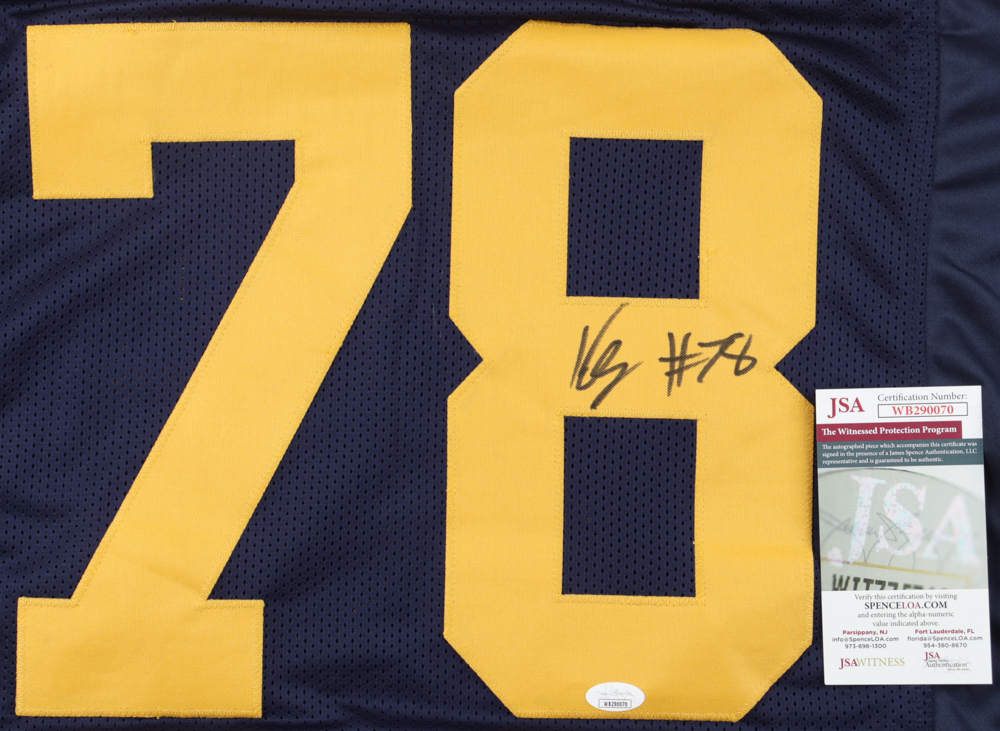 78
#78
JSA Certification Number:
WB290070
The Witnessed Protection Program
The autographed piece which accompanies this certificate was
signed in the presence of a James Spence Authentication, LLC
representative and is guaranteed to be authentic.
JSA
Verify this certification by visiting
SPENCELOA.COM
and entering the alpha-numeric
value indicated above.
Parsippany, NJ
info@SpenceLOA.com
973-898-1300
Fort Lauderdale, FL
florida@SpenceLOA.com
954-380-8670
JSAWITNESS
JSA
Authentication
WB290070